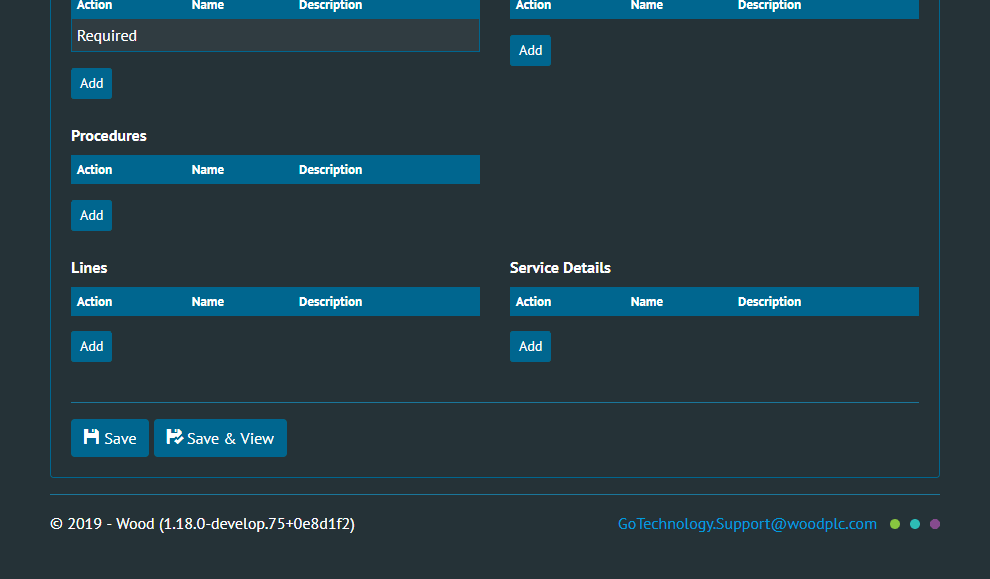 Action Name Description
Action Name Description
Required
Add
Add
Procedures
Action Name Description
Add
Lines
Service Details
Action Name Description
Action Name Description
Add
Add
Save
Save & View
© 2019 - Wood (1.18.0-develop.75+0e8d1f2)
GoTechnology.Support@woodplc.com